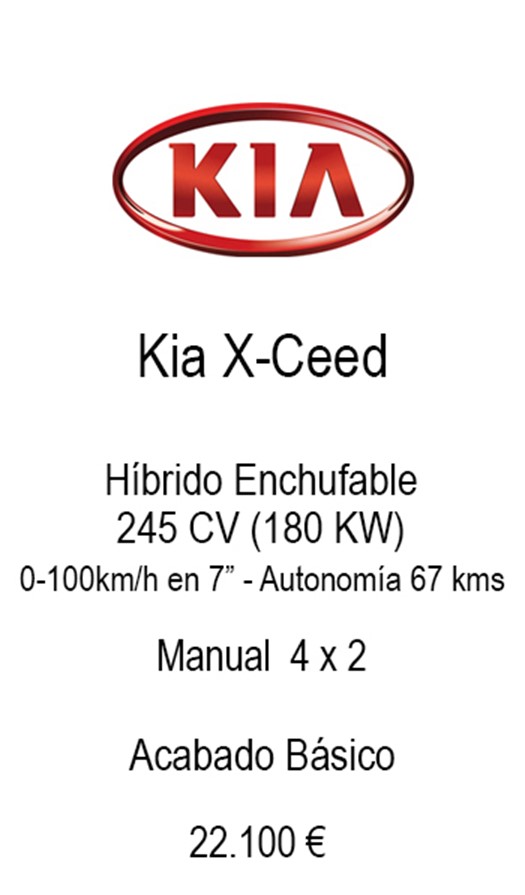 KIA
Kia X-Ceed
Híbrido Enchufable
245 CV (180 KW)
0-100km/h en 7” - Autonomía 67 kms
Manual 4 x 2
Acabado Básico
22.100 €